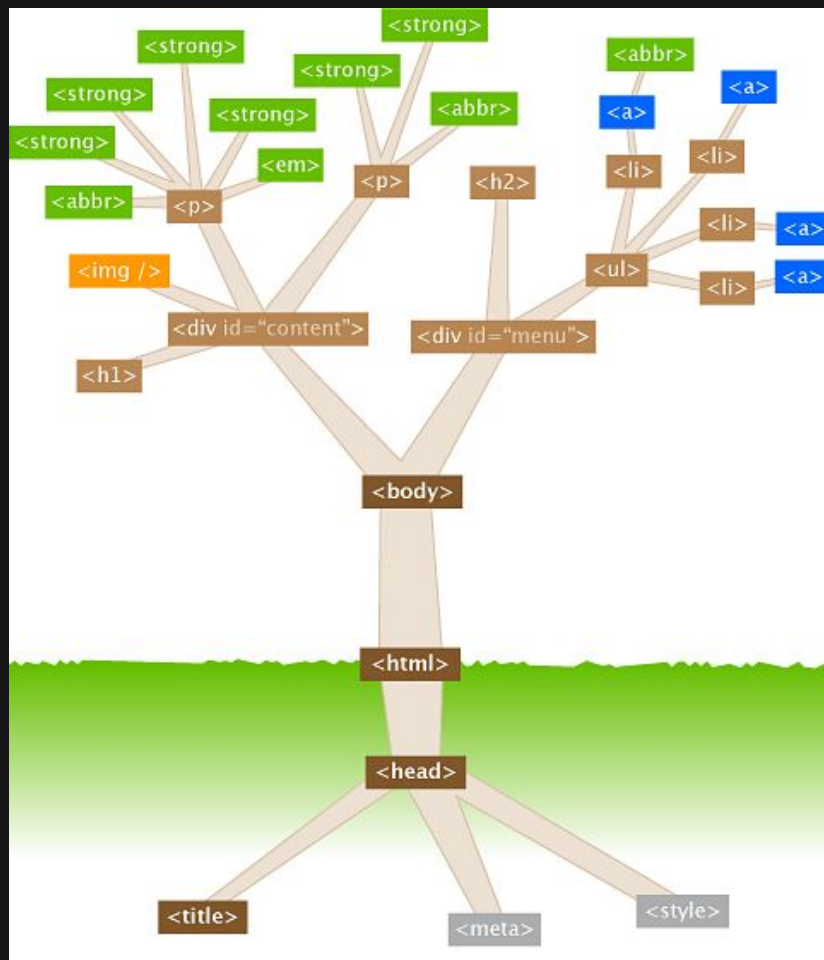 <strong>
<strong>
<abbr>
<strong>
<a>
<strong>
<strong>
<abbr>
<a>
<strong>
<strong>
<li>
<em>
<li>
<p>
<h2>
<abbr>
<p>
<li>
<a>
<img />
<ul>
<a>
<li>
<div id="content">
<div id="menu">
<h1>
<body>
<html>
<head>
<title>
<style>
<meta>